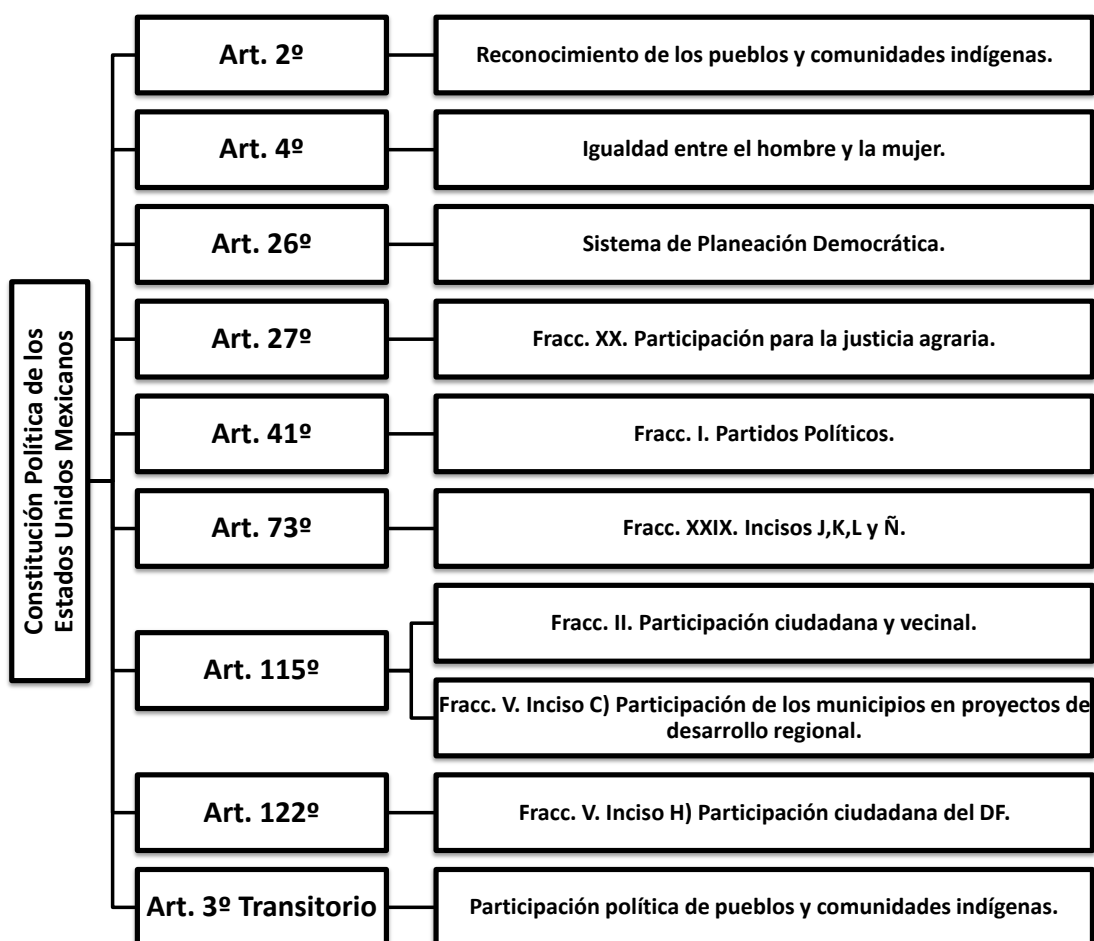 Constitución Política de los
Estados Unidos Mexicanos
Art. 2º
Reconocimiento de los pueblos y comunidades indígenas.
Art. 4º
Igualdad entre el hombre y la mujer.
Art. 26º
Sistema de Planeación Democrática.
Art. 27º
Fracc. XX. Participación para la justicia agraria.
Art. 41º
Fracc. I. Partidos Políticos.
Art. 73º
Fracc. XXIX. Incisos J,K,L y Ñ.
Art. 115º
Fracc. II. Participación ciudadana y vecinal.
Fracc. V. Inciso C) Participación de los municipios en proyectos de
desarrollo regional.
Art. 122º
Fracc. V. Inciso H) Participación ciudadana del DF.
Art. 3º Transitorio
Participación política de pueblos y comunidades indígenas.